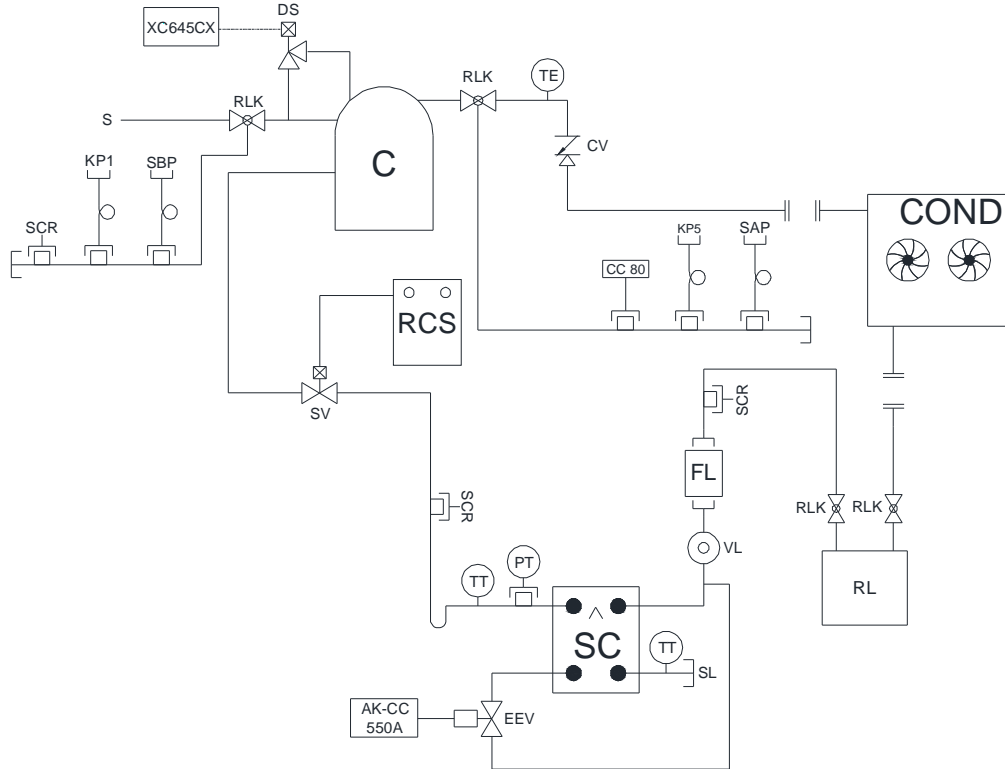 DS
XC645CX
RLK
TE
RLK
S
CV
KP1
SBP
C
COND
SCR
KP5
SAP
CC 80
RCS
SV
SCR
FL
SCR
RLK
RLK
VL
PT
TT
RL
SC
TT
SL
AK-CC
550A
EEV